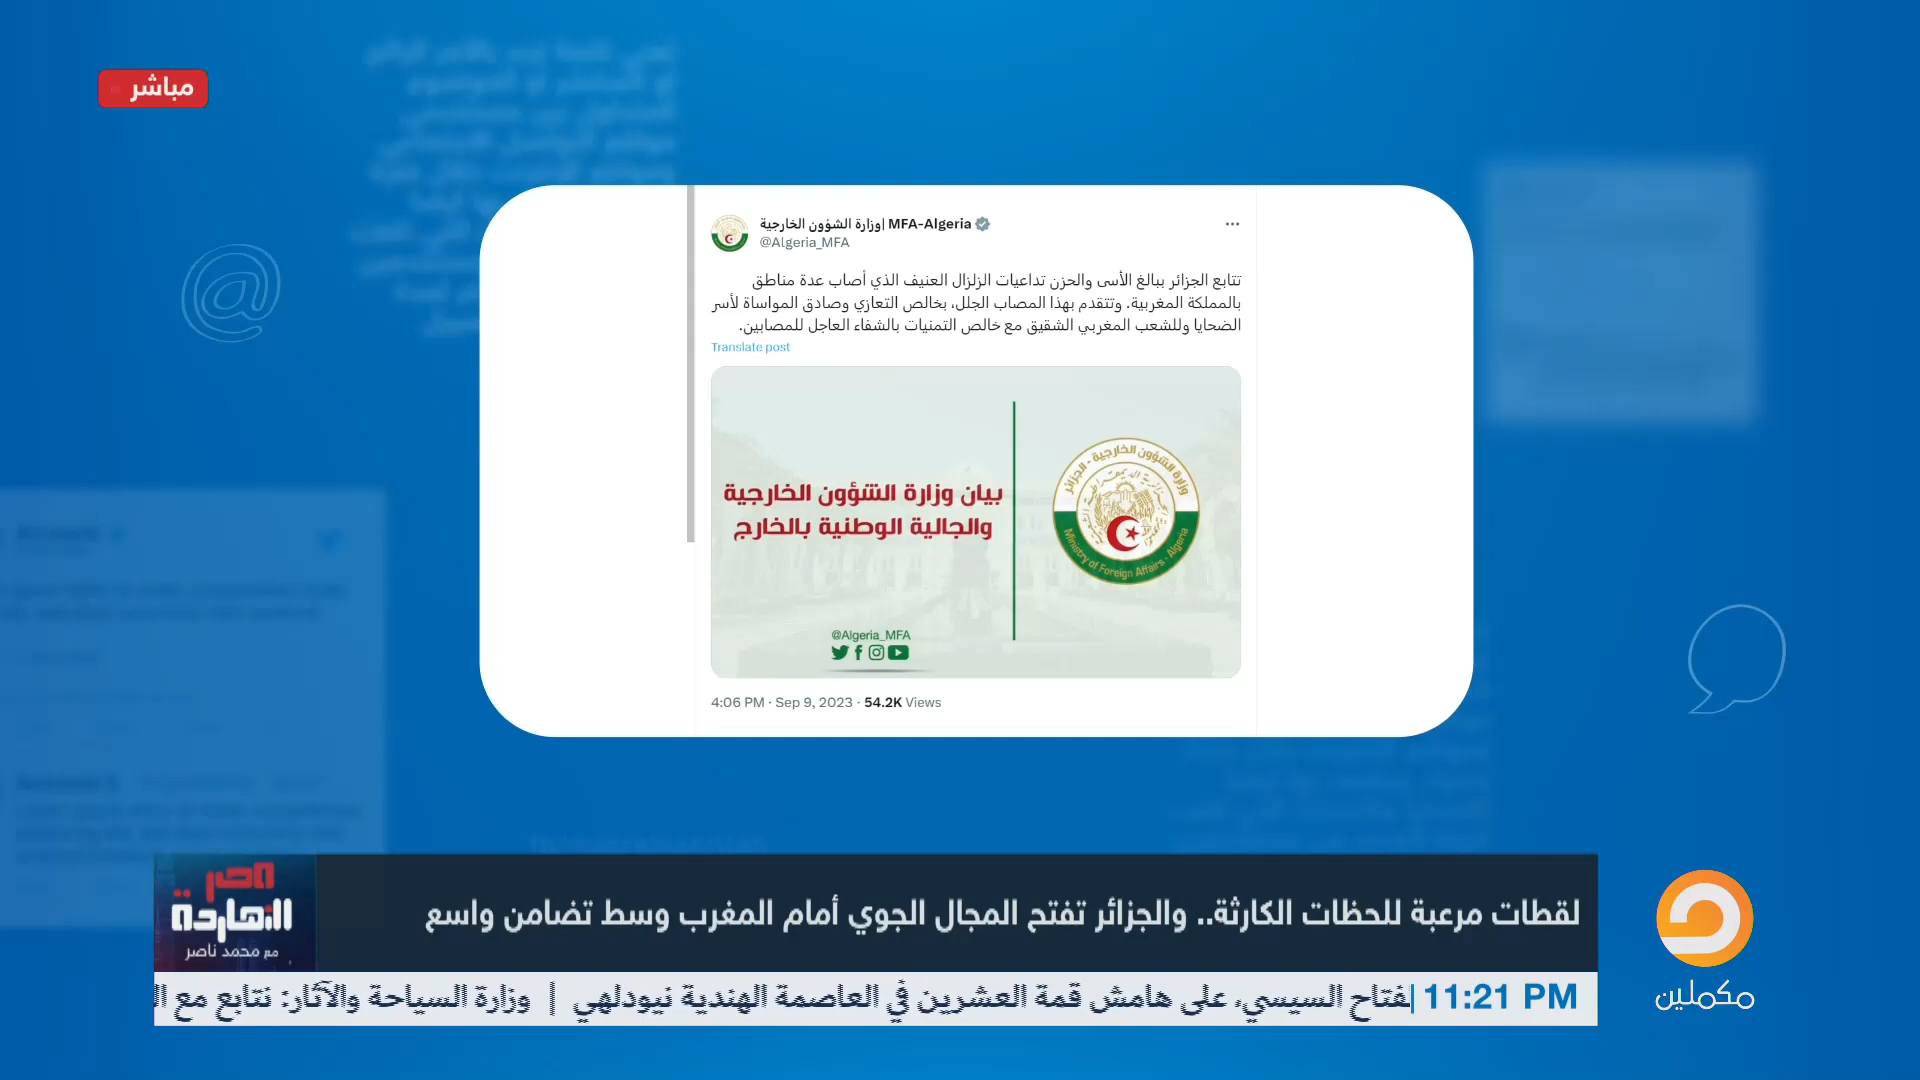 مباشر
MFA-Algeria |وزارة الشؤون الخارجية
@Algeria_MFA
تتابع الجزائر ببالغ الأسى والحزن تداعيات الزلزال العنيف الذي أصاب عدة مناطق
بالمملكة المغربية. وتتقدم بهذا المصاب الجلل، بخالص التعازي وصادق المواساة لأسر
الضحايا وللشعب المغربي الشقيق مع خالص التمنيات بالشفاء العاجل للمصابين.
Translate post
وزارة الشؤون الخارجية - الجزائر
Ministry of Foreign Affairs - Algeria
بيان وزارة الشؤون الخارجية
والجالية الوطنية بالخارج
@Algeria_MFA
4:06 PM · Sep 9, 2023 · 54.2K Views
لقطات مرعبة للحظات الكارثة.. والجزائر تفتح المجال الجوي أمام المغرب وسط تضامن واسع
مصر
النهاردة
مع محمد ناصر
11:21 PM
السيسي، على هامش قمة العشرين في العاصمة الهندية نيودلهي | وزارة السياحة والآثار: نتابع مع
مكملين